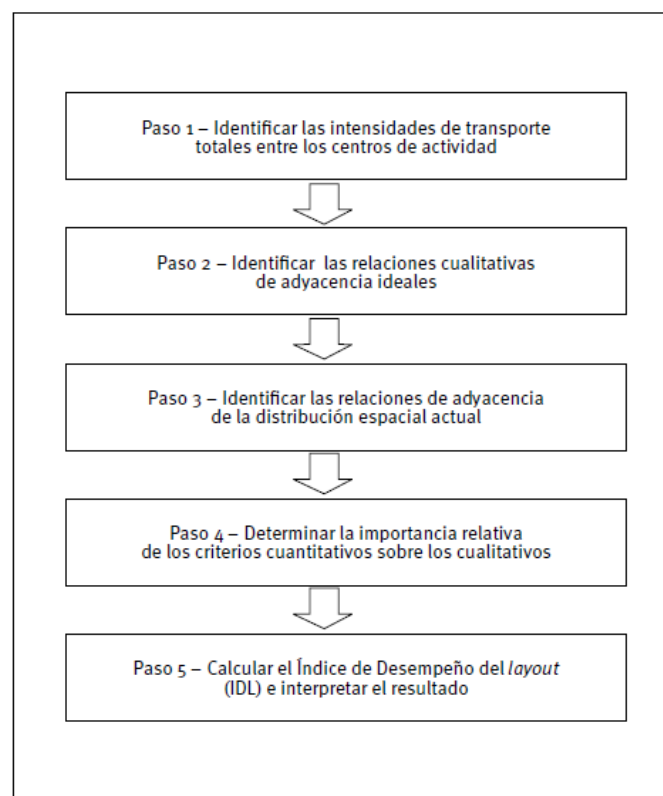 Paso 1 – Identificar las intensidades de transporte
totales entre los centros de actividad
Paso 2 – Identificar las relaciones cualitativas
de adyacencia ideales
Paso 3 – Identificar las relaciones de adyacencia
de la distribución espacial actual
Paso 4 – Determinar la importancia relativa
de los criterios cuantitativos sobre los cualitativos
Paso 5 – Calcular el Índice de Desempeño del layout
(IDL) e interpretar el resultado